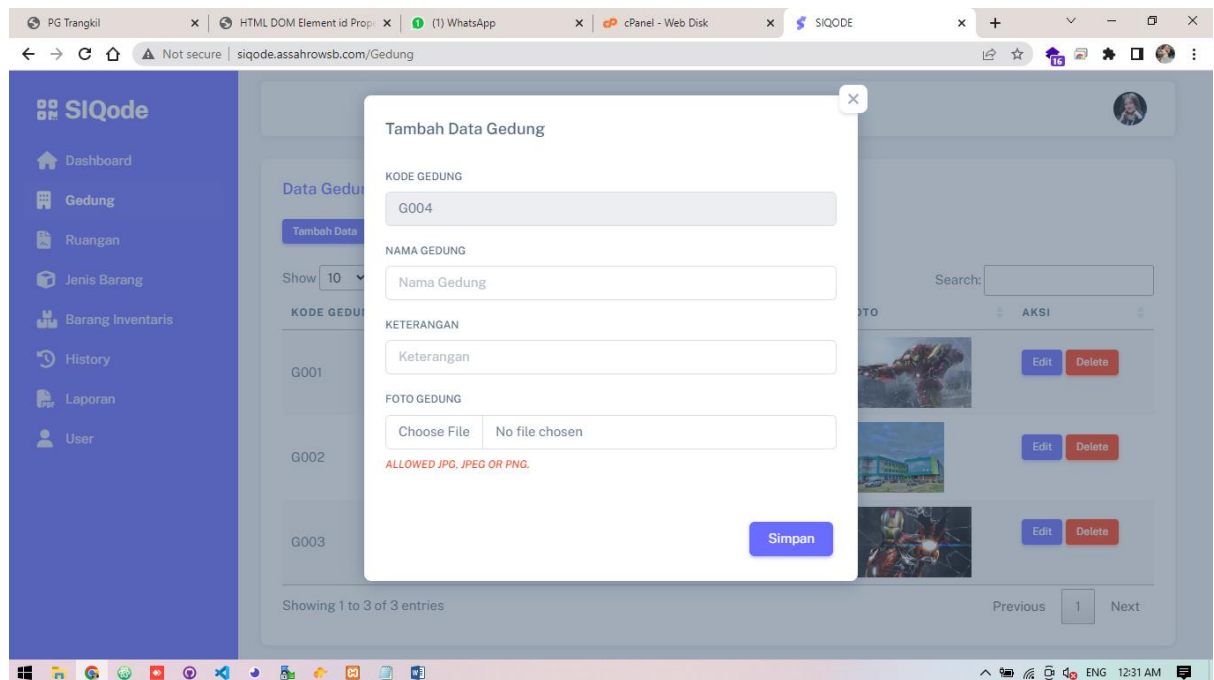 PG Trangkil
HTML DOM Element id Prop
(1) WhatsApp
cPanel - Web Disk
SIQODE
Not secure
siqode.assahrowsb.com/Gedung
16
SIQode
Dashboard
Gedung
Ruangan
Jenis Barang
Barang Inventaris
History
Laporan
User
Tambah Data Gedung
KODE GEDUNG
G004
NAMA GEDUNG
Nama Gedung
KETERANGAN
Keterangan
FOTO GEDUNG
Choose File No file chosen
ALLOWED JPG, JPEG OR PNG.
Simpan
Data Gedu
Tambah Data
Show 10
Search:
KODE GEDU
OTO
AKSI
G001
Edit Delete
G002
Edit Delete
G003
Edit Delete
Showing 1 to 3 of 3 entries
Previous 1 Next
ENG 12:31 AM